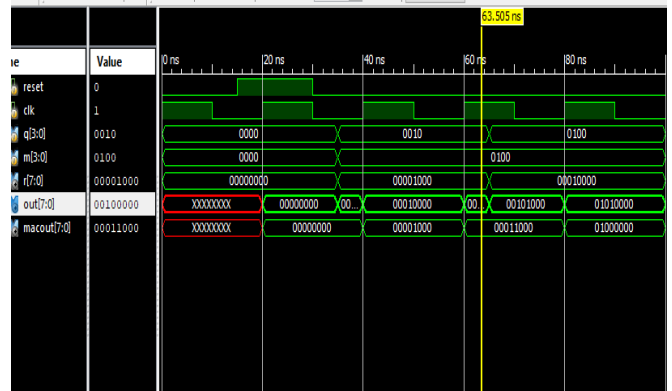 63.505 ns
ne Value 0 ns 20 ns 40 ns 60 ns 80 ns
reset 0
clk 1
q[3:0] 0010 0000 0010 0100
m[3:0] 0100 0000 0100
r[7:0] 00001000 00000000 00001000 00010000
out[7:0] 00100000 XXXXXXXX 00000000 00... 00010000 00... 00101000 01010000
macout[7:0] 00011000 XXXXXXXX 00000000 00001000 00011000 01000000